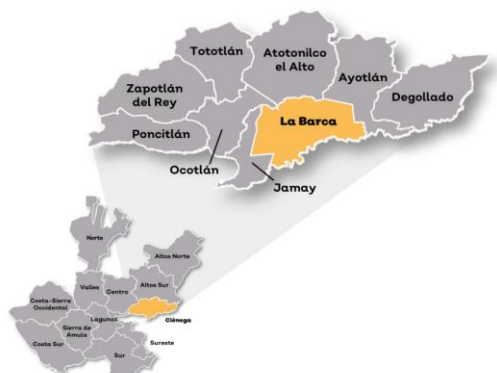 Tototlán
Atotonilco
el Alto
Ayotlán
Zapotlán
del Rey
Degollado
La Barca
Poncitlán
Ocotlán
Jamay
Norte
Altos Norte
Valles
Centro
Altos Sur
Costa-Sierra
Occidental
Ciénega
Lagunas
Sierra de
Amula
Costa Sur
Sureste
Sur